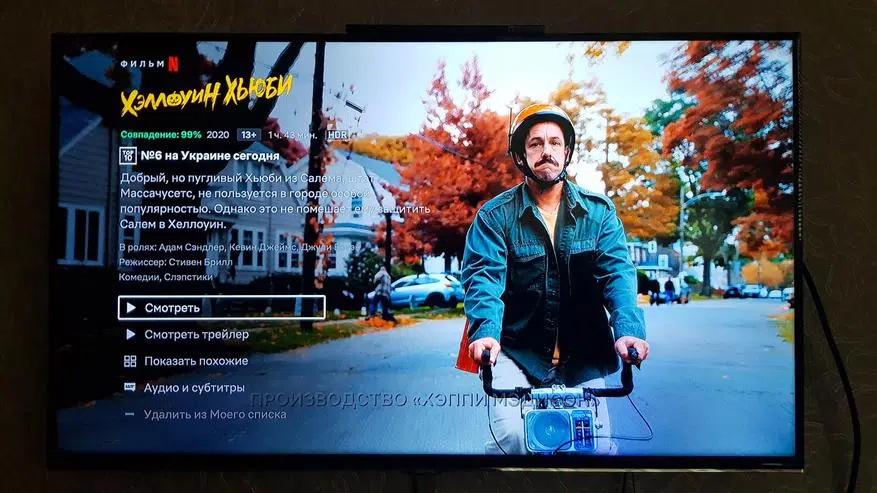 ФИЛЬМ N
ХЭЛЛОУИН ХЬЮБИ
Совпадение: 99% 2020 13+ 1 ч. 43 мин. HDR
TOP 10 №6 на Украине сегодня
Добрый, но пугливый Хьюби из Салема, штат
Массачусетс, не пользуется в городе особой
популярностью. Однако это не помешает ему защитить
Салем в Хеллоуин.
В ролях: Адам Сэндлер, Кевин Джеймс, Джули
Режиссер: Стивен Брилл
Комедии, Слэпстики
Смотреть
Смотреть трейлер
Показать похожие
Аудио и субтитры
ПРОИЗВОДСТВО «ХЭППИ МЭДИСОН»
Удалить из Моего списка